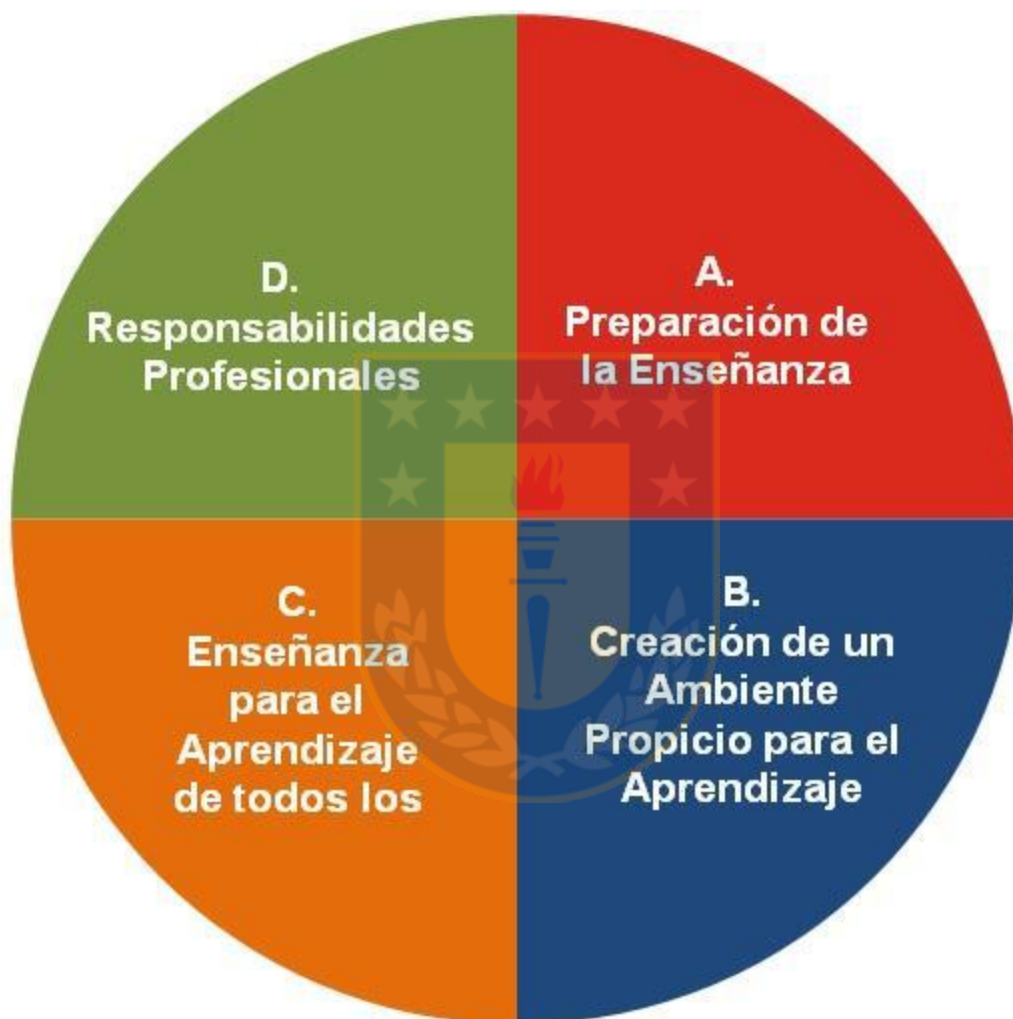 D.
Responsabilidades
Profesionales
A.
Preparación de
la Enseñanza
C.
Enseñanza
para el
Aprendizaje
de todos los
B.
Creación de un
Ambiente
Propicio para el
Aprendizaje